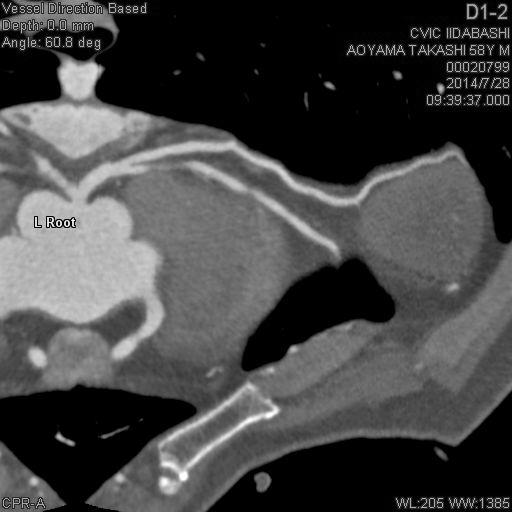 Vessel Direction Based
Depth: 0.0 mm
Angle: 60.8 deg
D1-2
CVIC IIDABASHI
AOYAMA TAKASHI 58Y M
00020799
2014/7/28
09:39:37.000
L Root
CPR-A
WL:205 WW:1385